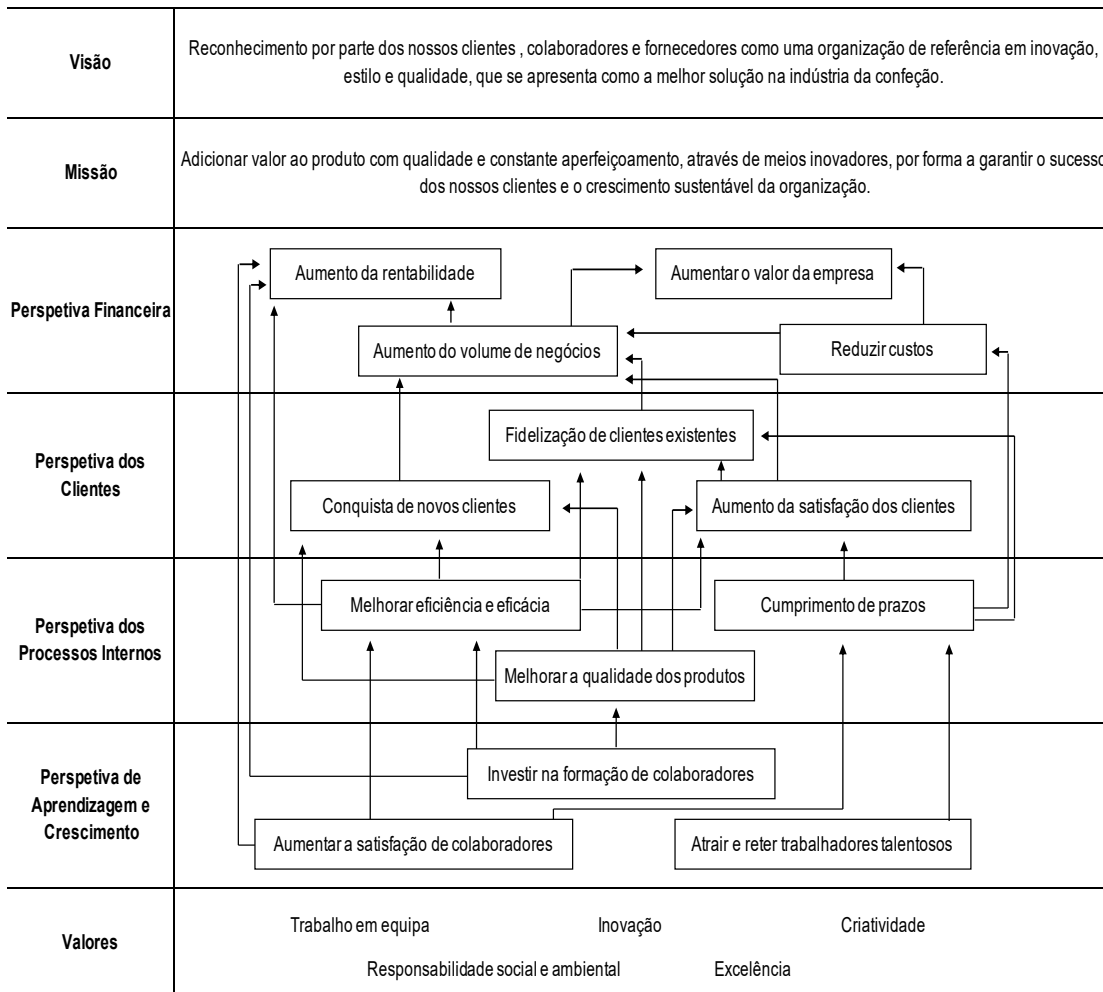 Visão
Reconhecimento por parte dos nossos clientes , colaboradores e fornecedores como uma organização de referência em inovação,
estilo e qualidade, que se apresenta como a melhor solução na indústria da confeção.
Missão
Adicionar valor ao produto com qualidade e constante aperfeiçoamento, através de meios inovadores, por forma a garantir o sucesso
dos nossos clientes e o crescimento sustentável da organização.
Perspetiva Financeira
Aumento da rentabilidade
Aumentar o valor da empresa
Aumento do volume de negócios
Reduzir custos
Perspetiva dos
Clientes
Fidelização de clientes existentes
Conquista de novos clientes
Aumento da satisfação dos clientes
Perspetiva dos
Processos Internos
Melhorar eficiência e eficácia
Cumprimento de prazos
Melhorar a qualidade dos produtos
Perspetiva de
Aprendizagem e
Crescimento
Investir na formação de colaboradores
Aumentar a satisfação de colaboradores
Atrair e reter trabalhadores talentosos
Valores
Trabalho em equipa
Inovação
Criatividade
Responsabilidade social e ambiental
Excelência